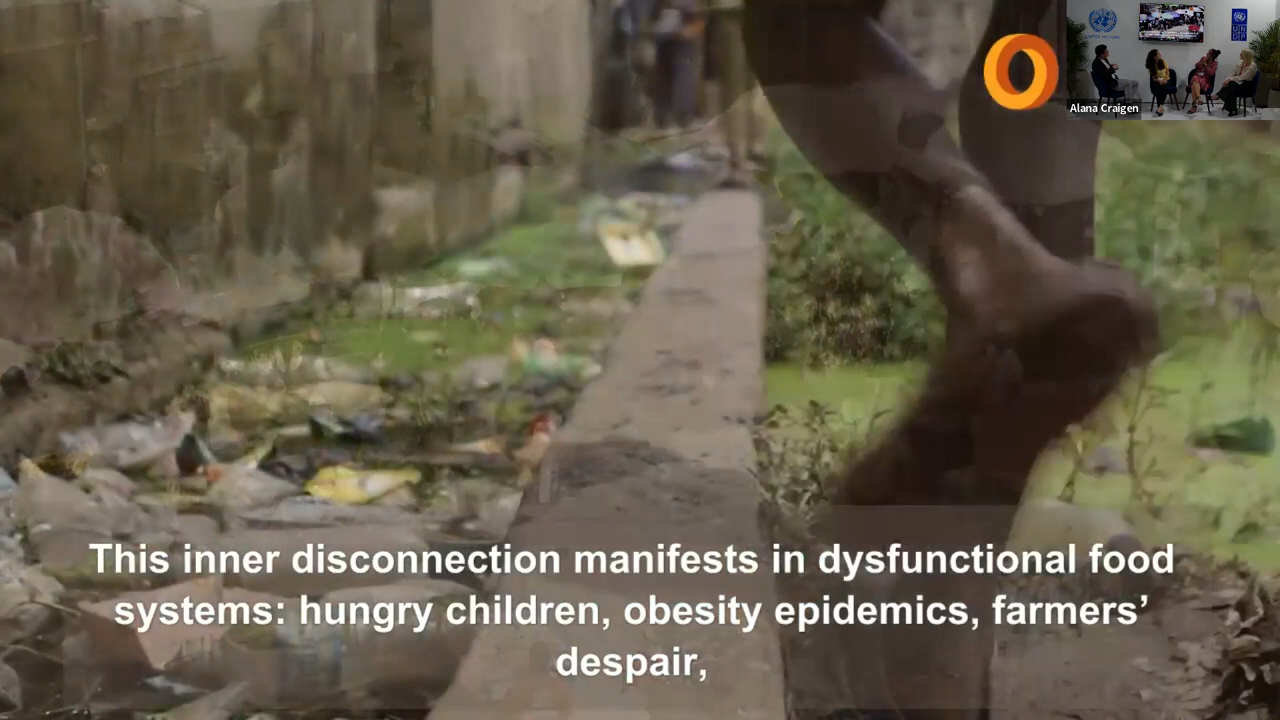 Alana Craigen
This inner disconnection manifests in dysfunctional food
systems: hungry children, obesity epidemics, farmers’
despair,